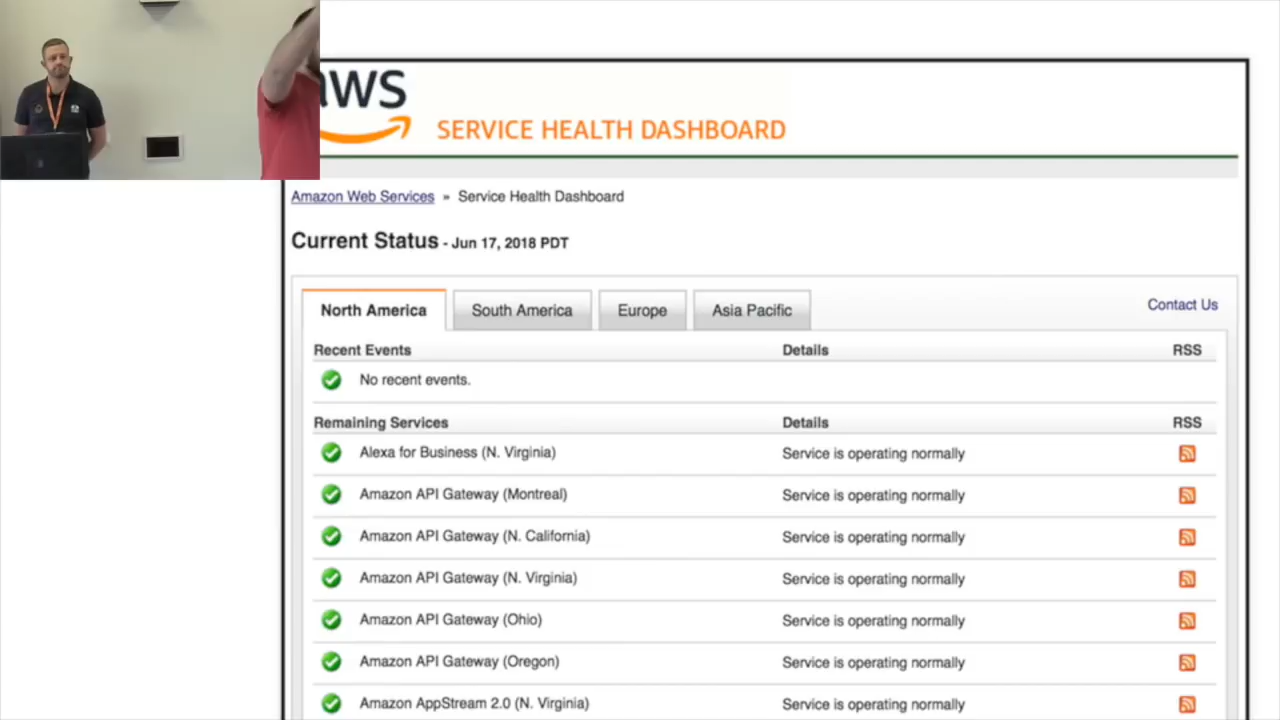 aws
SERVICE HEALTH DASHBOARD
Amazon Web Services » Service Health Dashboard
Current Status - Jun 17, 2018 PDT
North America South America Europe Asia Pacific Contact Us
Recent Events Details RSS
No recent events.
Remaining Services Details RSS
Alexa for Business (N. Virginia) Service is operating normally
Amazon API Gateway (Montreal) Service is operating normally
Amazon API Gateway (N. California) Service is operating normally
Amazon API Gateway (N. Virginia) Service is operating normally
Amazon API Gateway (Ohio) Service is operating normally
Amazon API Gateway (Oregon) Service is operating normally
Amazon AppStream 2.0 (N. Virginia) Service is operating normally